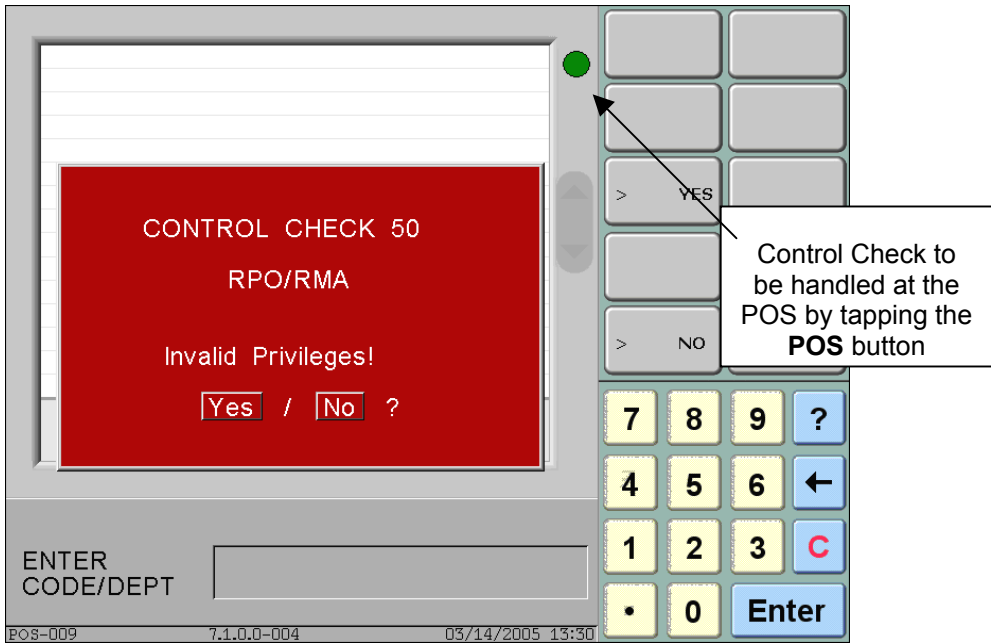 CONTROL CHECK 50
RPO/RMA
Invalid Privileges!
Yes / No ?
> YES
> NO
Control Check to
be handled at the
POS by tapping the
POS button
7 8 9 ?
4 5 6 ←
1 2 3 C
• 0 Enter
ENTER
CODE/DEPT
POS-009 7.1.0.0-004 03/14/2005 13:30